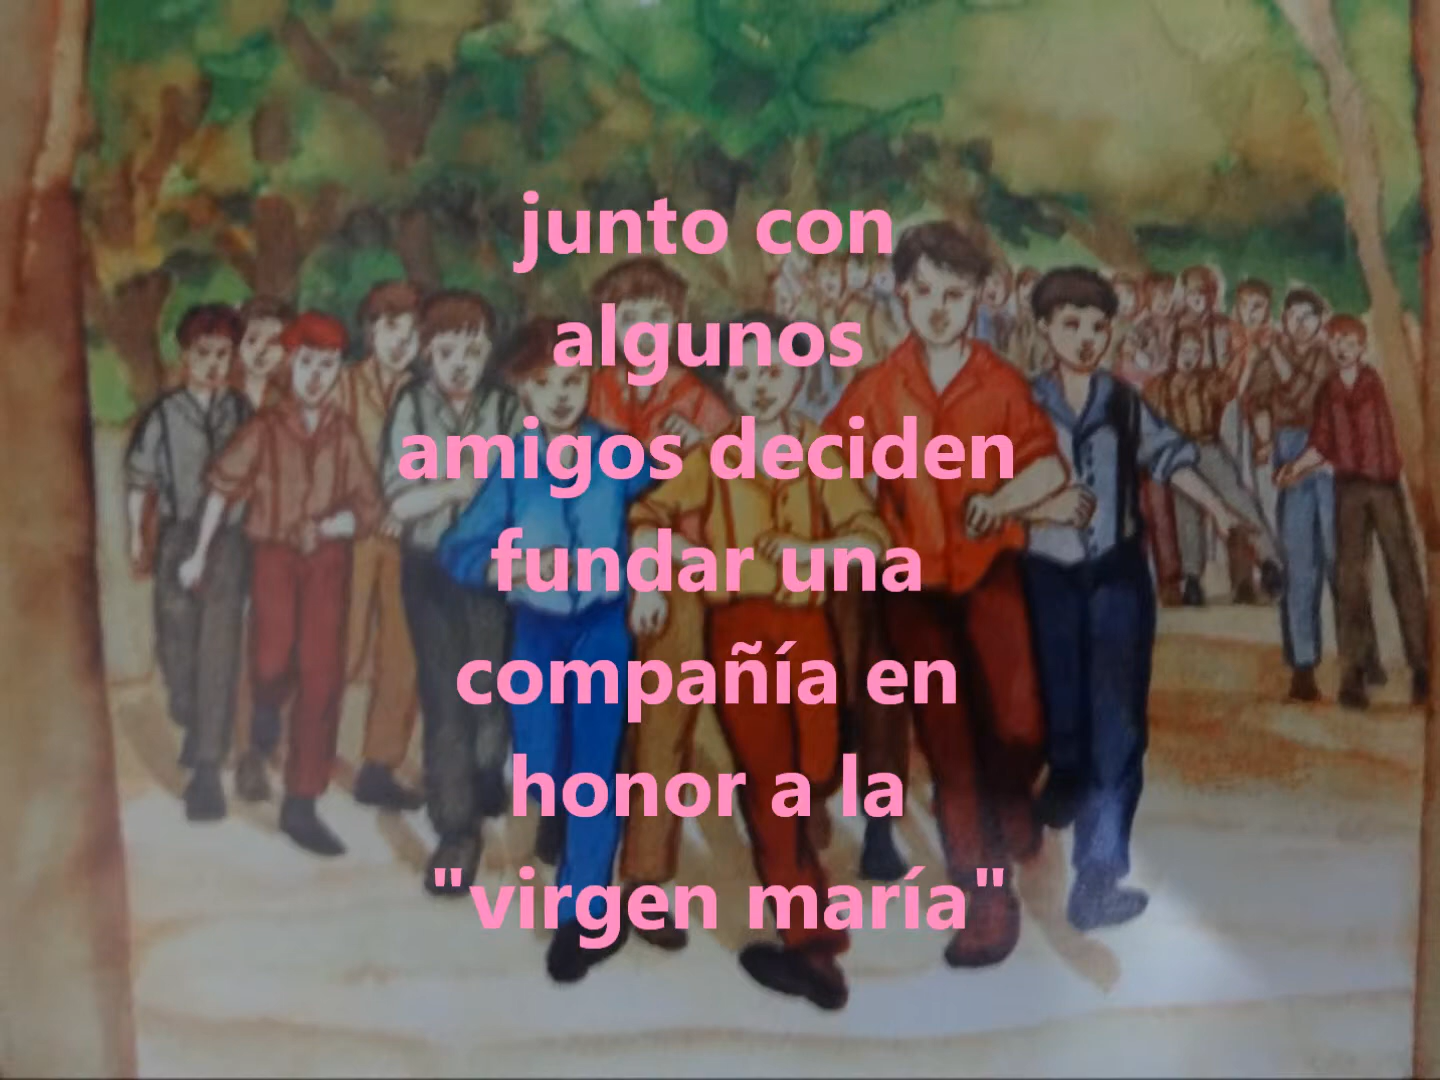 junto con
algunos
amigos deciden
fundar una
compañía en
honor a la
"virgen maría"